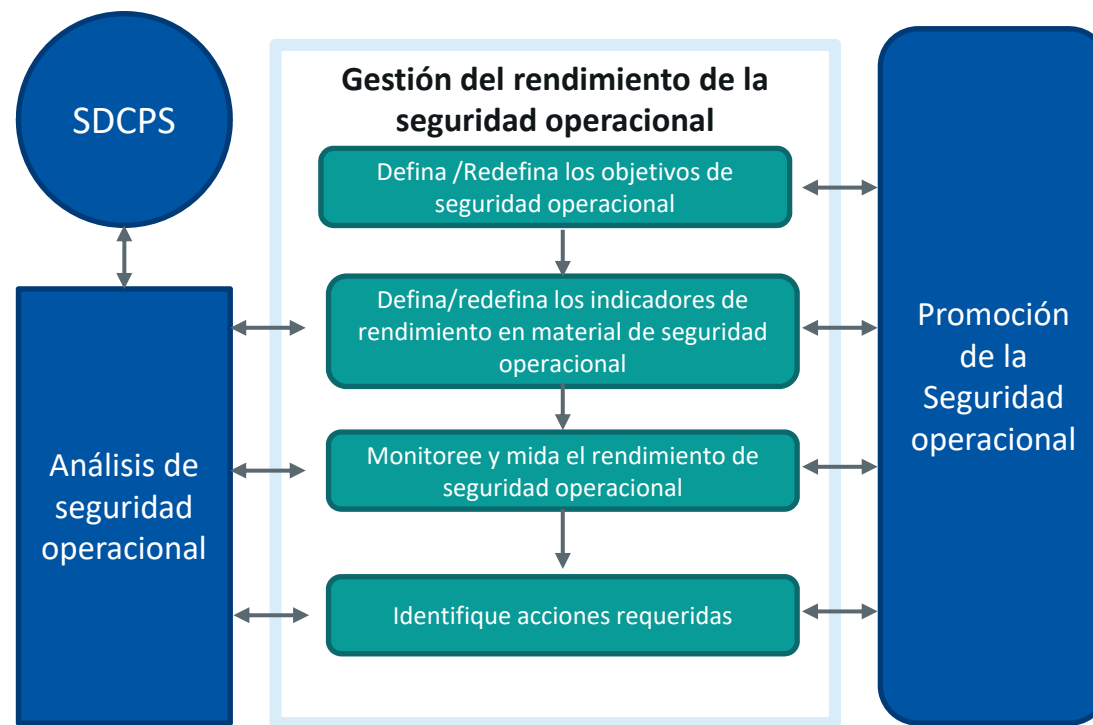 SDCPS
Gestión del rendimiento de la
seguridad operacional
Defina /Redefina los objetivos de
seguridad operacional
Defina/redefina los indicadores de
rendimiento en material de seguridad
operacional
Monitoree y mida el rendimiento de
seguridad operacional
Identifique acciones requeridas
Análisis de
seguridad
operacional
Promoción
de la
Seguridad
operacional